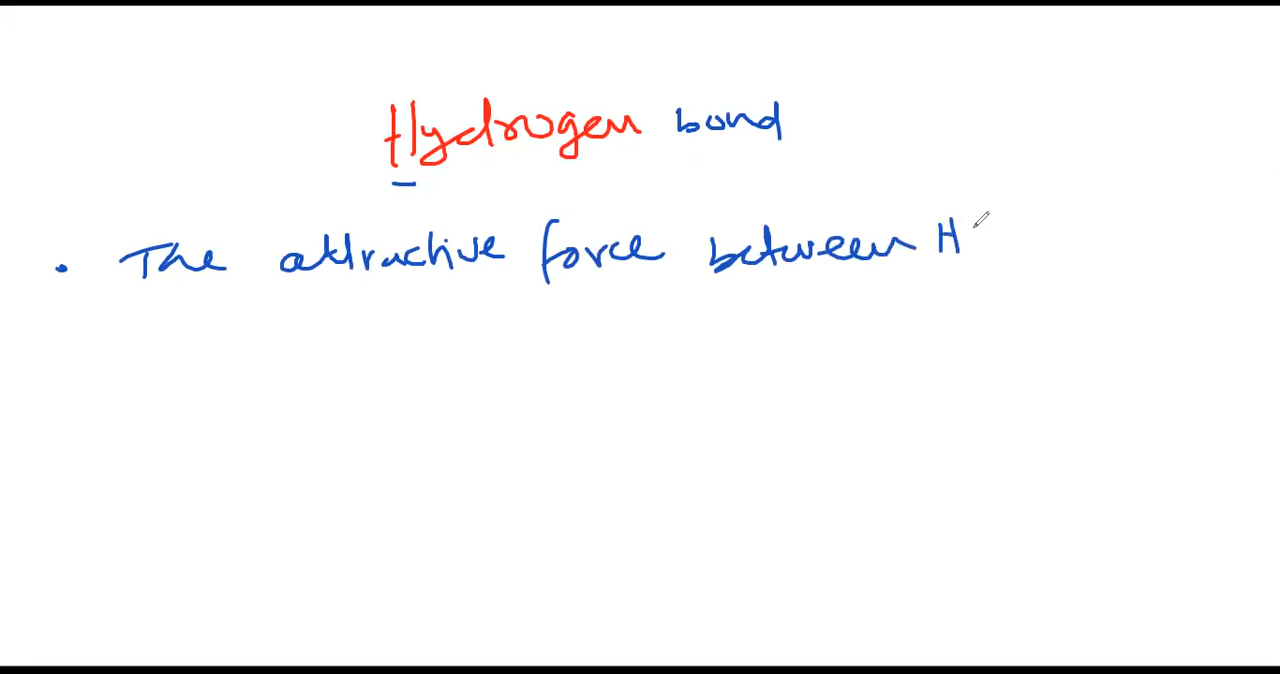 Hydrogen bond
. The attractive force between H